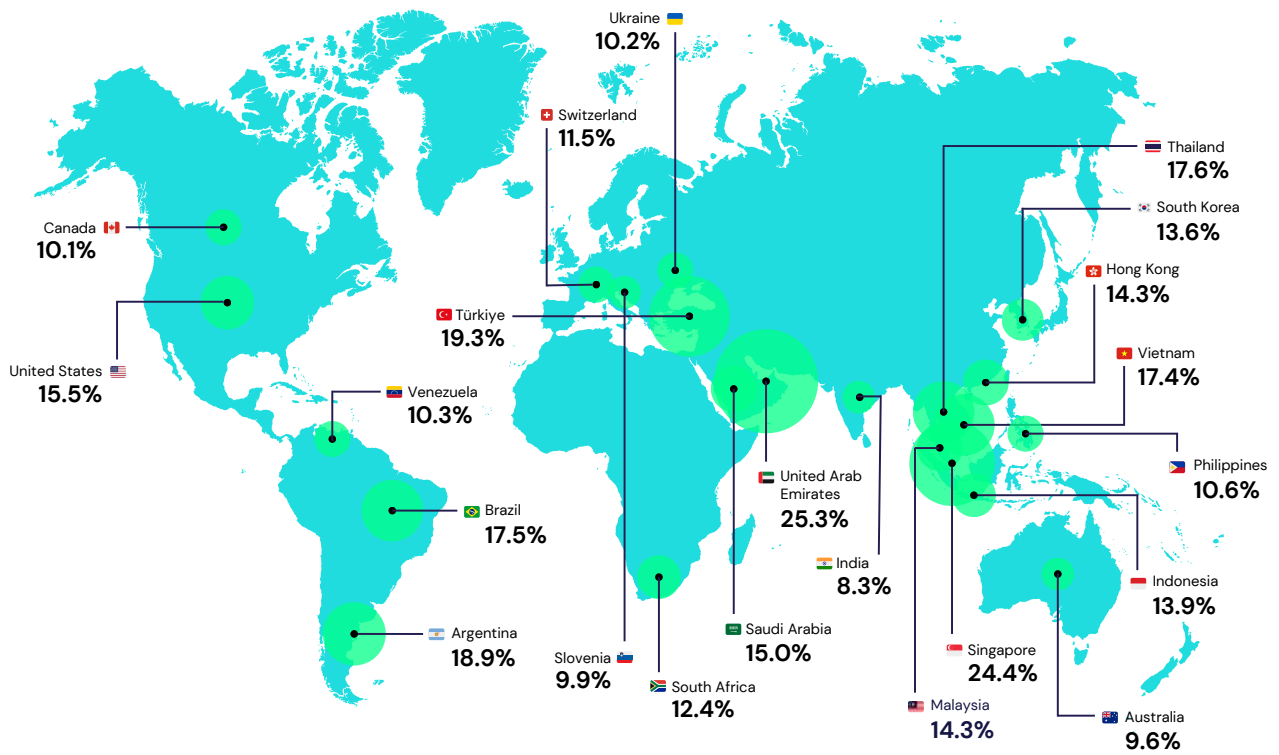 Ukraine
10.2%
Switzerland
11.5%
Thailand
17.6%
South Korea
13.6%
Canada
10.1%
Hong Kong
14.3%
Türkiye
19.3%
Vietnam
17.4%
United States
15.5%
Venezuela
10.3%
Philippines
10.6%
United Arab
Emirates
25.3%
Brazil
17.5%
India
8.3%
Indonesia
13.9%
Argentina
18.9%
Saudi Arabia
15.0%
Singapore
24.4%
Slovenia
9.9%
South Africa
12.4%
Malaysia
14.3%
Australia
9.6%